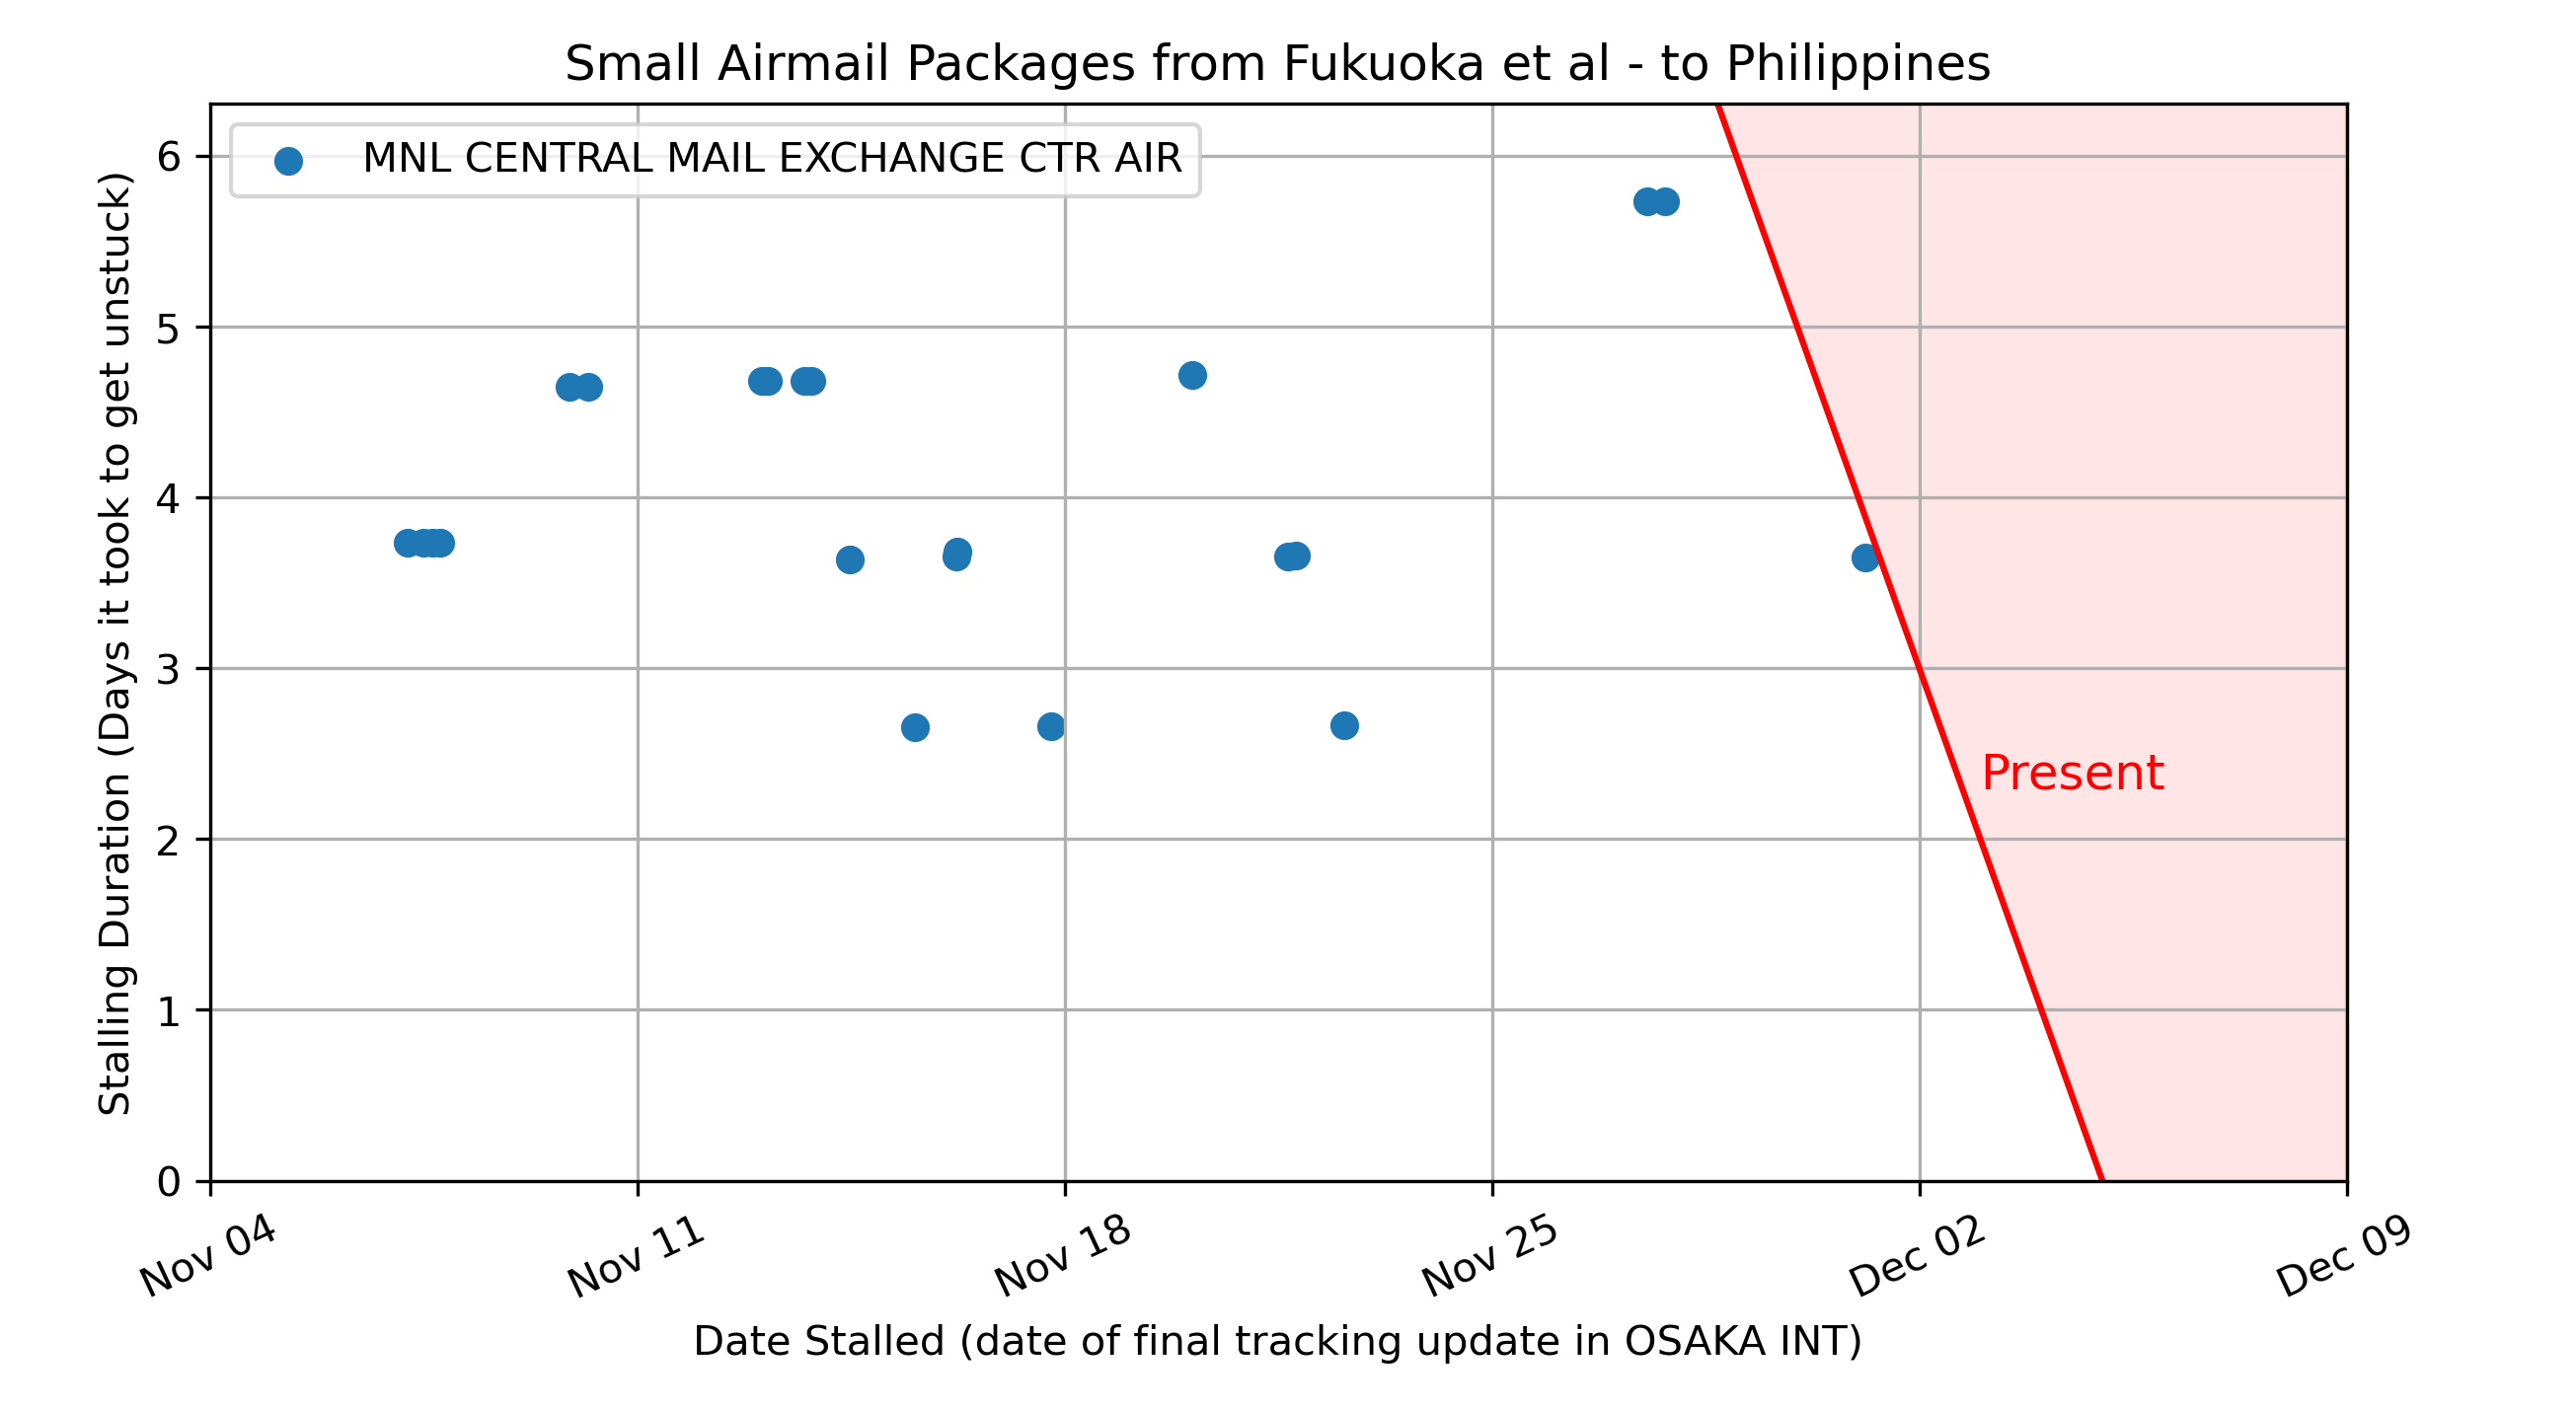 Small Airmail Packages from Fukuoka et al - to Philippines
MNL CENTRAL MAIL EXCHANGE CTR AIR
Stalling Duration (Days it took to get unstuck)
6
5
4
3
2
1
0
Present
Nov 04
Nov 11
Nov 18
Nov 25
Dec 02
Dec 09
Date Stalled (date of final tracking update in OSAKA INT)